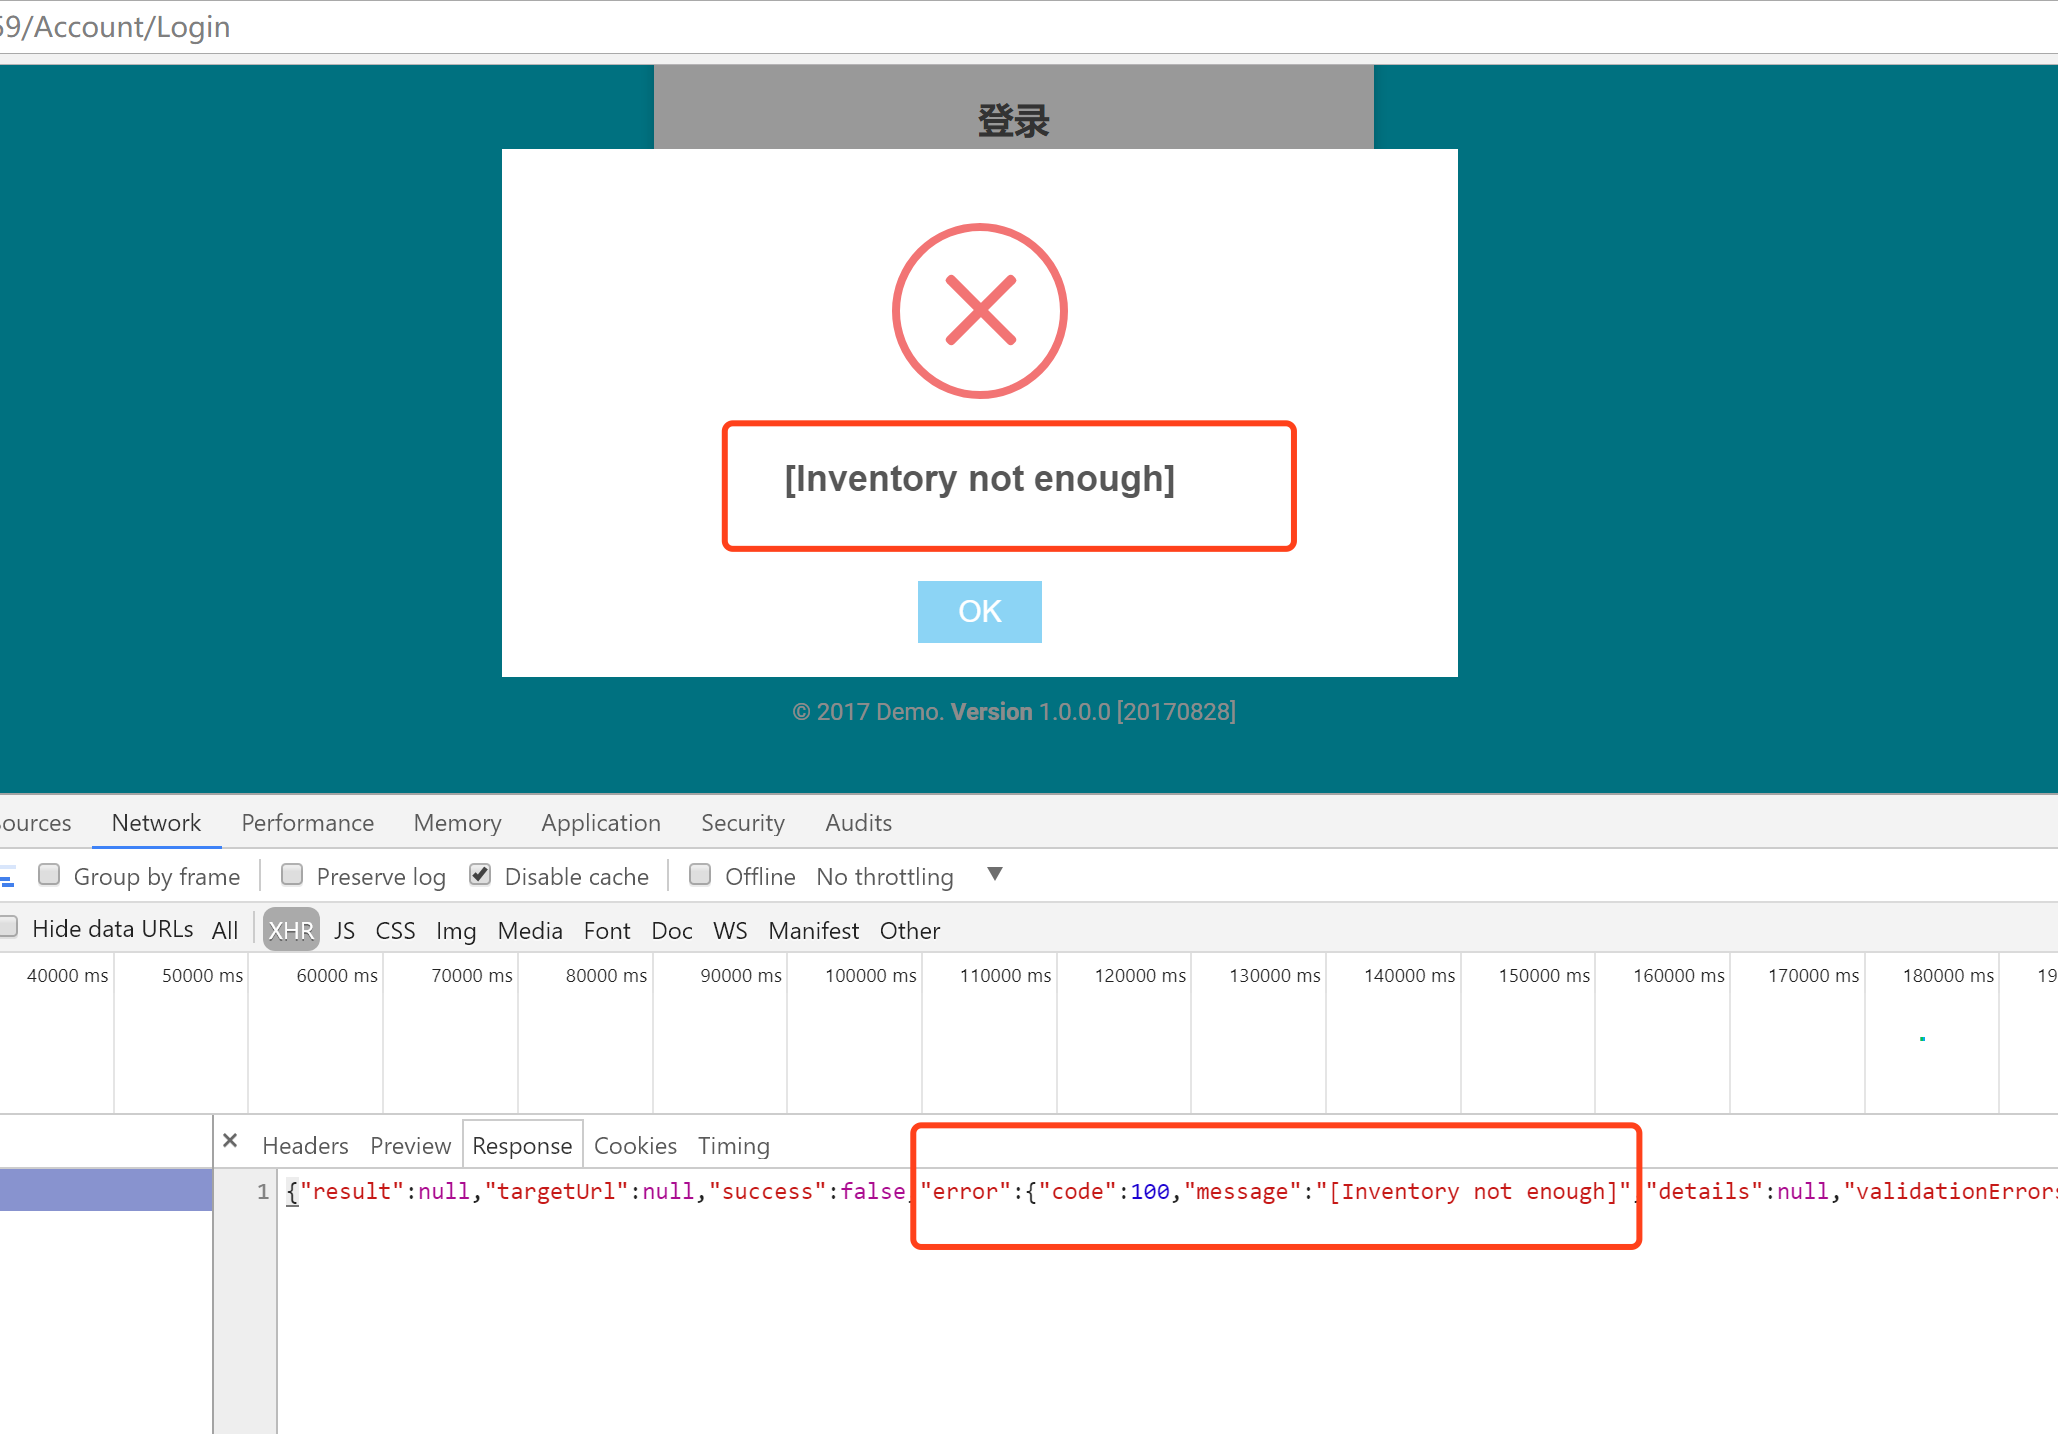 59/Account/Login
登录
[Inventory not enough]
OK
© 2017 Demo. Version 1.0.0.0 [20170828]
ources Network Performance Memory Application Security Audits
Group by frame Preserve log Disable cache Offline No throttling
Hide data URLs All XHR JS CSS Img Media Font Doc WS Manifest Other
40000 ms 50000 ms 60000 ms 70000 ms 80000 ms 90000 ms 100000 ms 110000 ms 120000 ms 130000 ms 140000 ms 150000 ms 160000 ms 170000 ms 180000 ms 19
× Headers Preview Response Cookies Timing
1 {"result":null,"targetUrl":null,"success":false,"error":{"code":100,"message":"[Inventory not enough]","details":null,"validationErrors